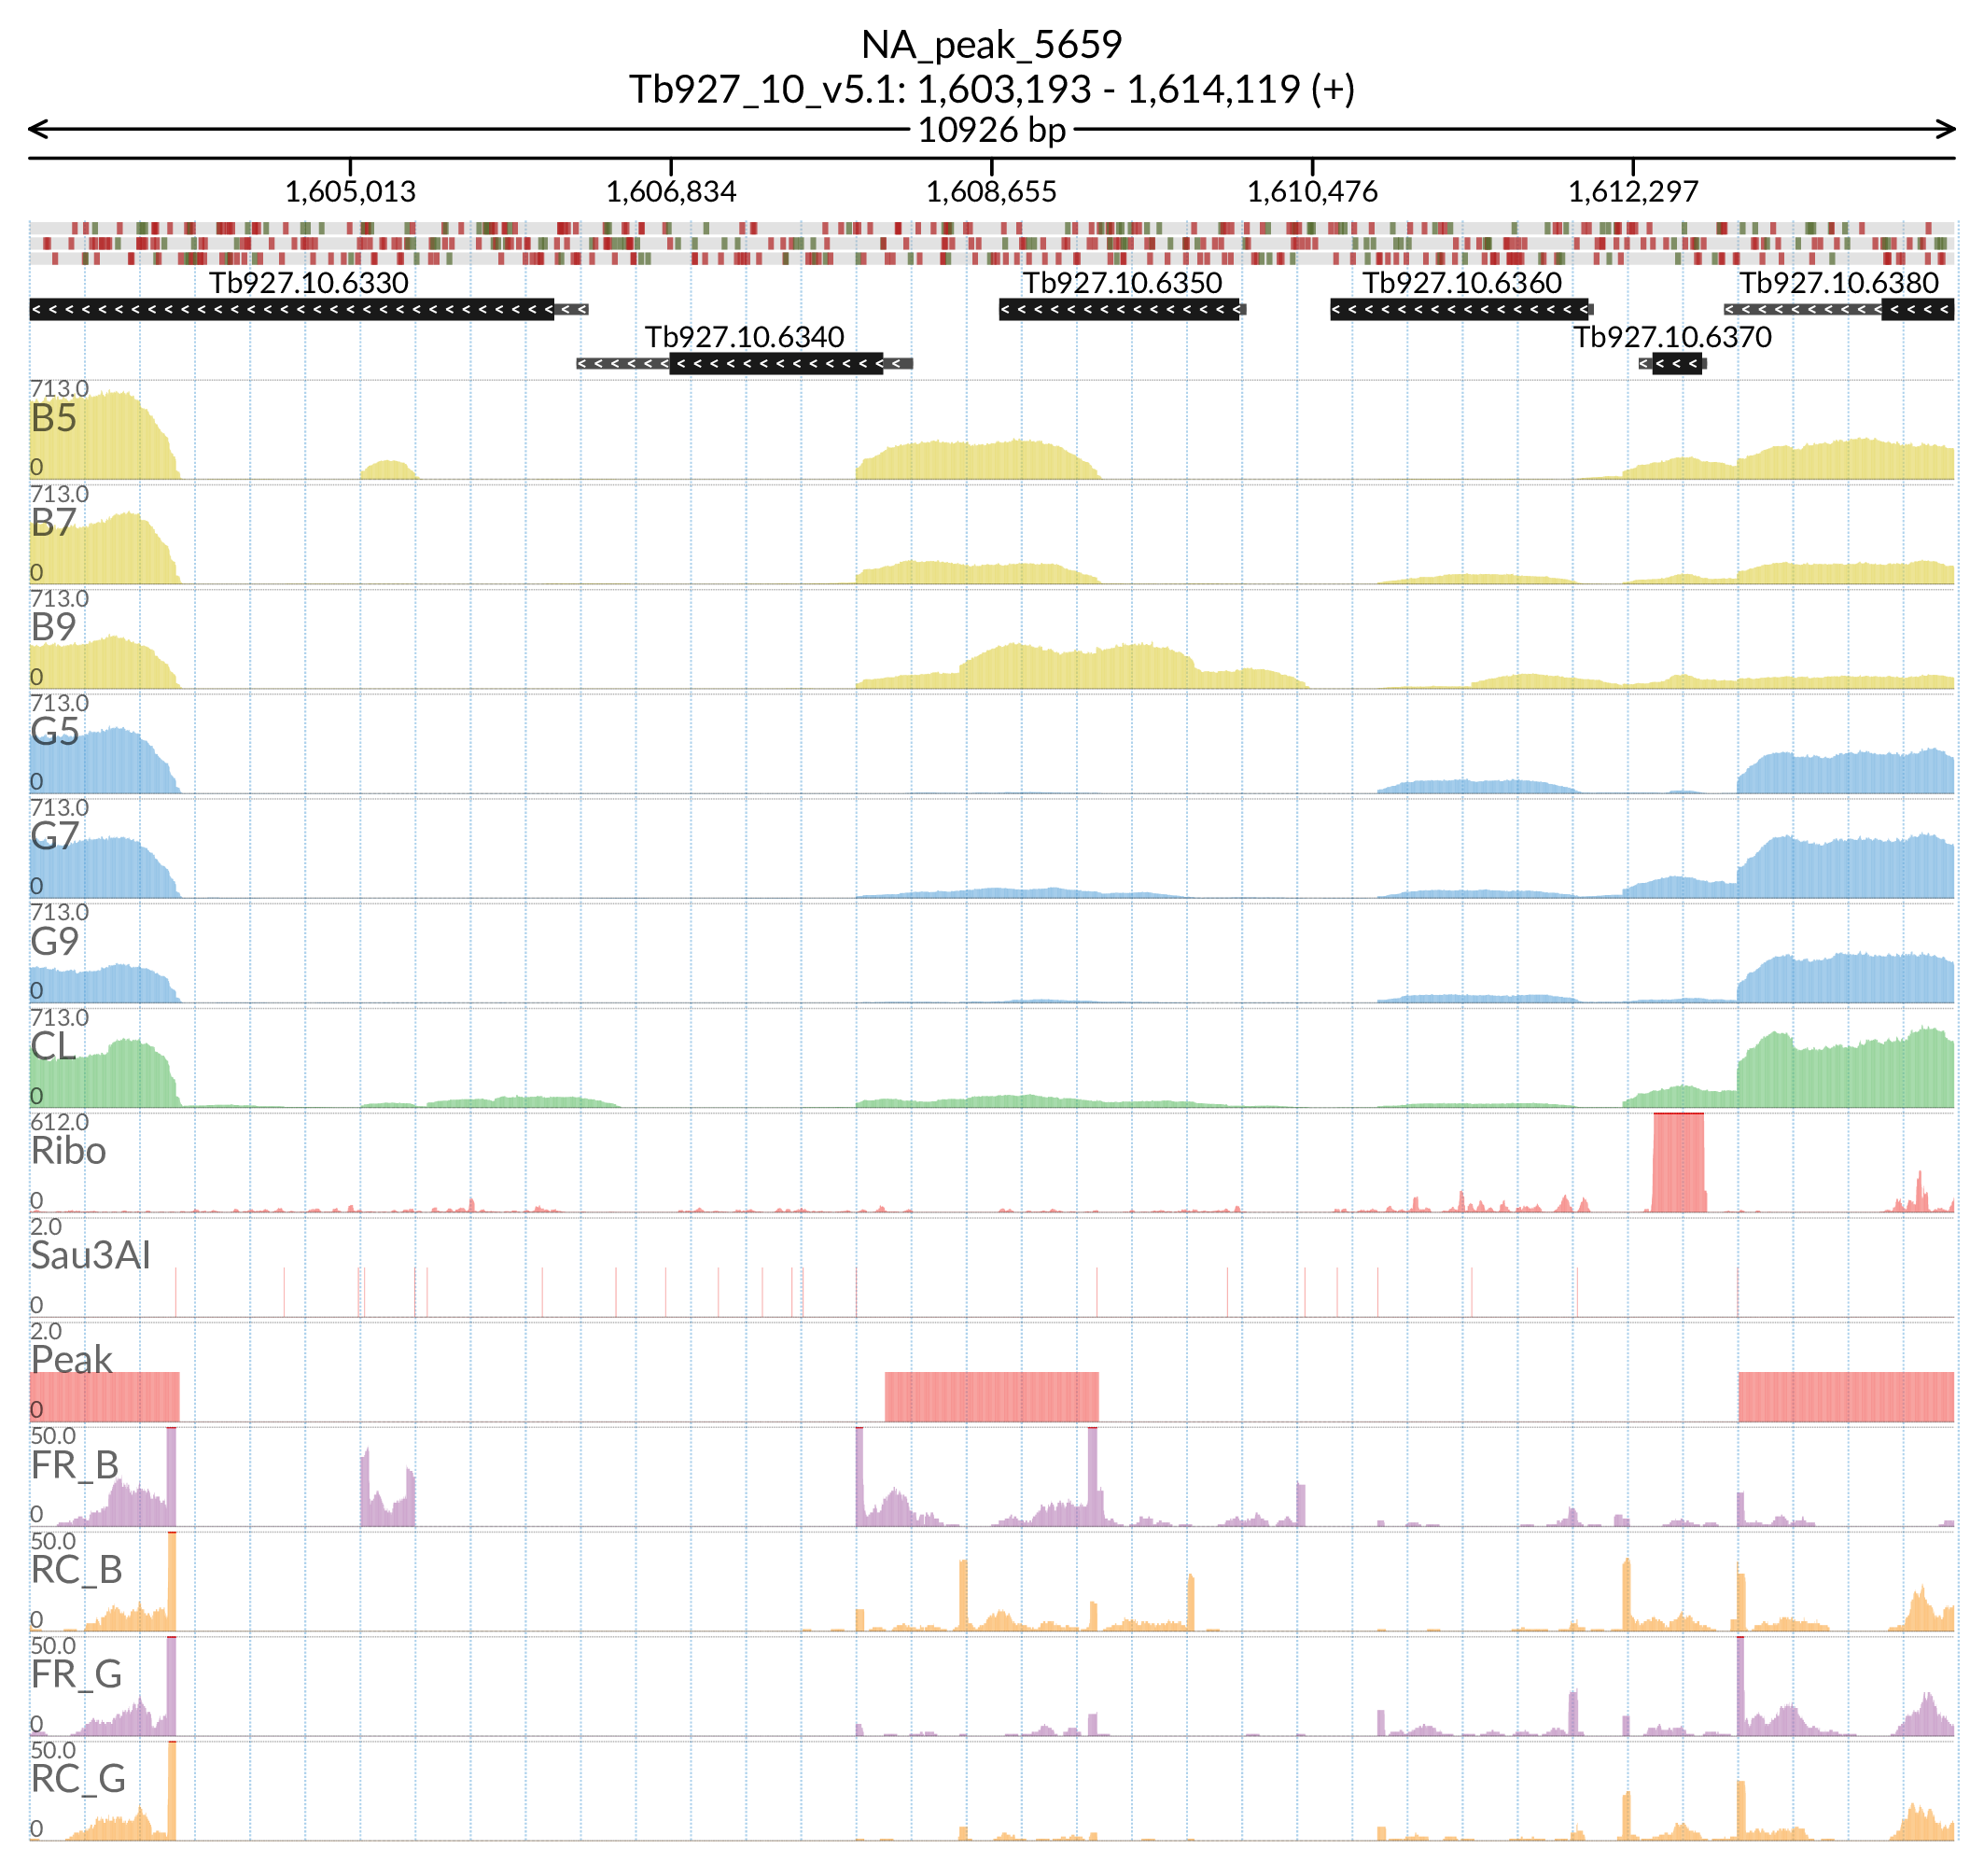 NA_peak_5659
Tb927_10_v5.1: 1,603,193 - 1,614,119 (+)
10926 bp
1,605,013 1,606,834 1,608,655 1,610,476 1,612,297
Tb927.10.6330 Tb927.10.6350 Tb927.10.6360 Tb927.10.6380
Tb927.10.6340 Tb927.10.6370
713.0
B5
0
713.0
B7
0
713.0
B9
0
713.0
G5
0
713.0
G7
0
713.0
G9
0
713.0
CL
0
612.0
Ribo
0
2.0
Sau3AI
0
2.0
Peak
0
50.0
FR_B
0
50.0
RC_B
0
50.0
FR_G
0
50.0
RC_G
0